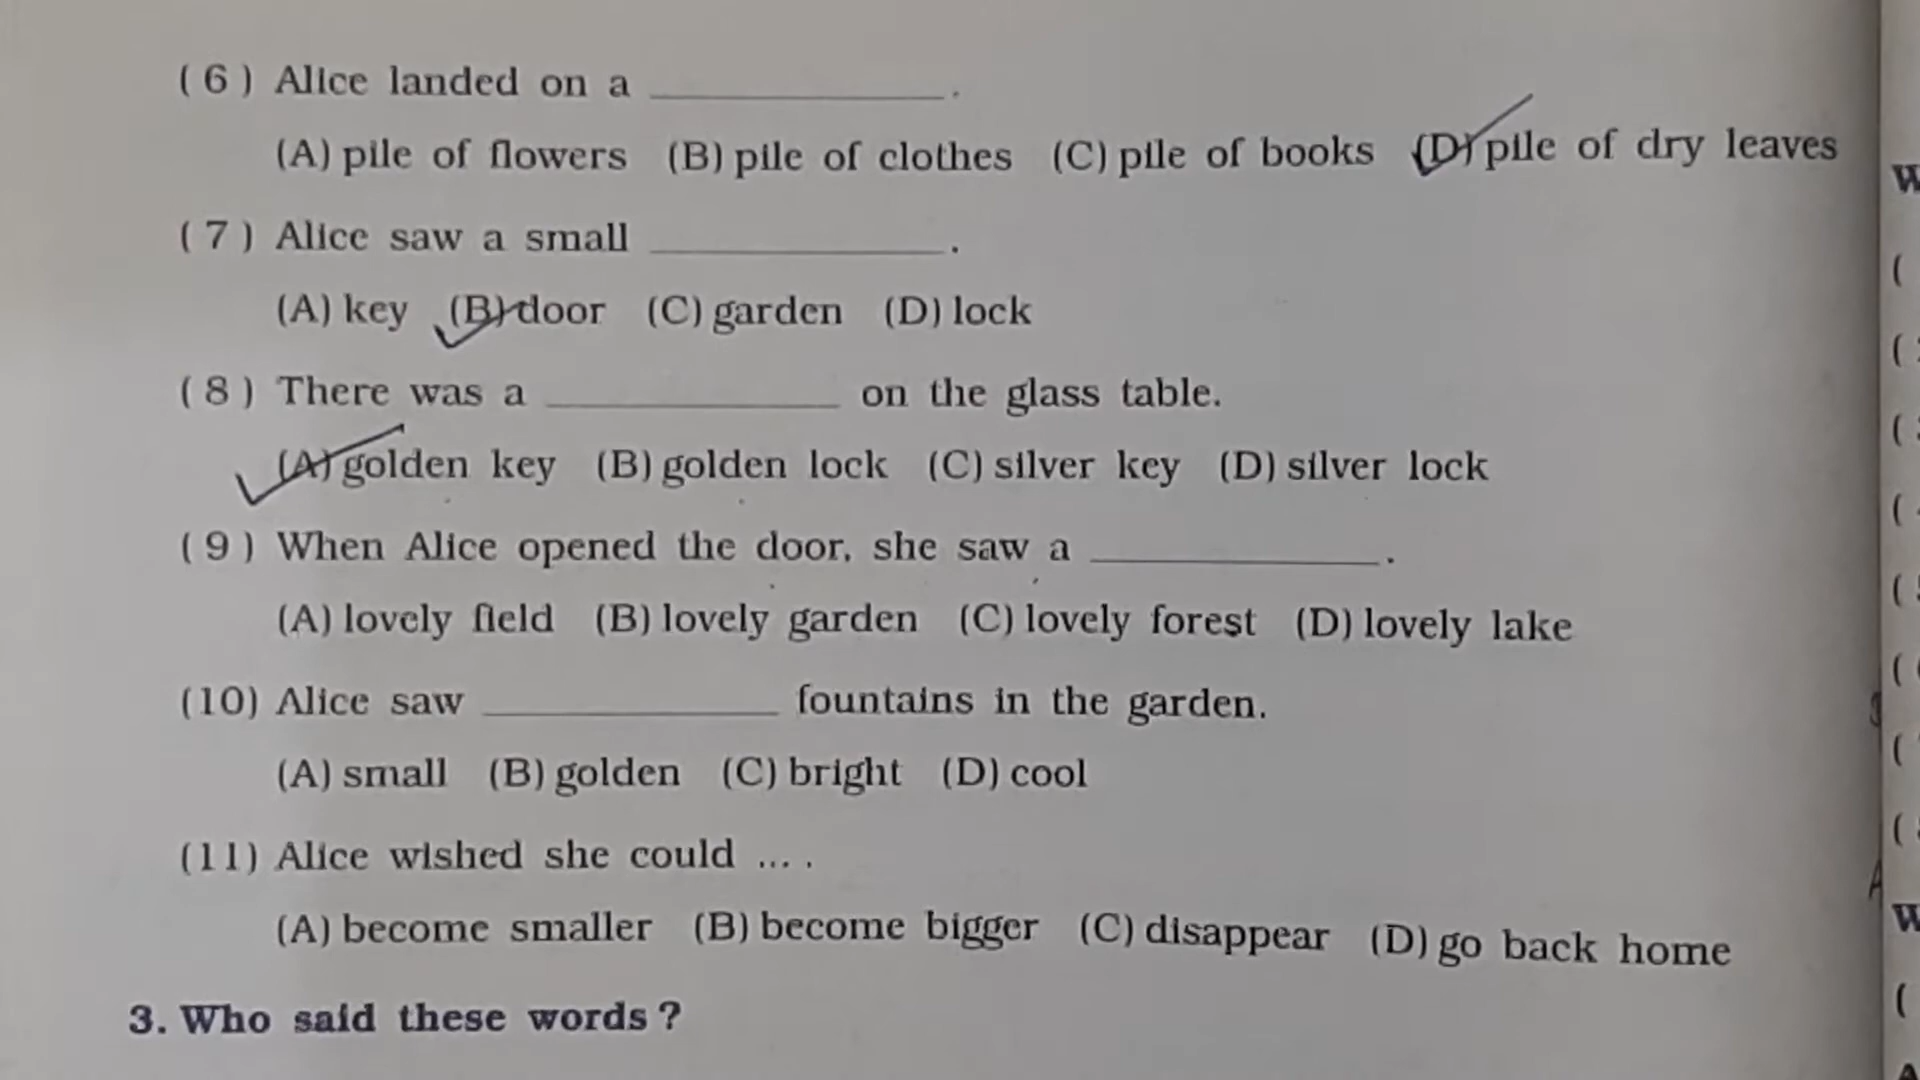 ( 6 ) Alice landed on a ____________ .
(A) pile of flowers (B) pile of clothes (C) pile of books (D) pile of dry leaves
( 7 ) Alice saw a small ____________ .
(A) key (B) door (C) garden (D) lock
( 8 ) There was a ____________ on the glass table.
(A) golden key (B) golden lock (C) silver key (D) silver lock
( 9 ) When Alice opened the door, she saw a ____________ .
(A) lovely field (B) lovely garden (C) lovely forest (D) lovely lake
(10) Alice saw ____________ fountains in the garden.
(A) small (B) golden (C) bright (D) cool
(11) Alice wished she could ... .
(A) become smaller (B) become bigger (C) disappear (D) go back home
3. Who said these words ?